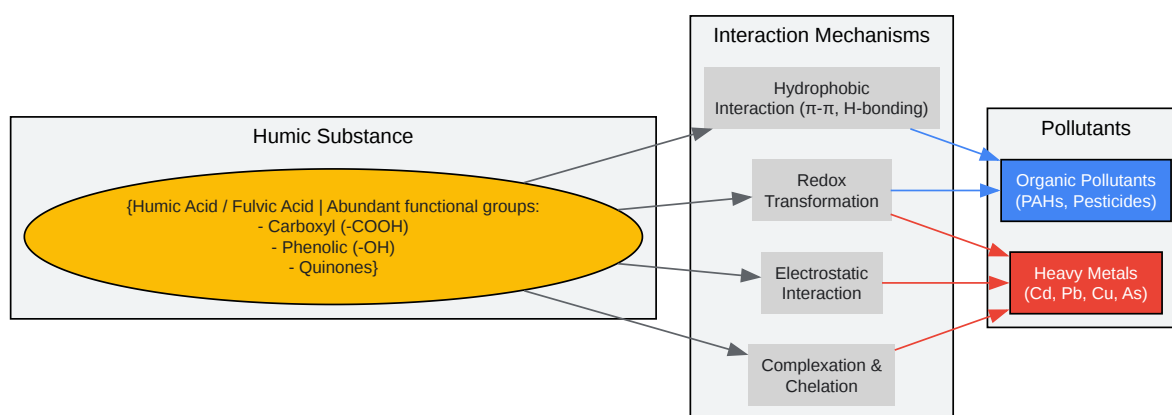 Humic Substance
{Humic Acid / Fulvic Acid | Abundant functional groups:
- Carboxyl (-COOH)
- Phenolic (-OH)
- Quinones}
Interaction Mechanisms
Hydrophobic
Interaction (π-π, H-bonding)
Redox
Transformation
Electrostatic
Interaction
Complexation &
Chelation
Pollutants
Organic Pollutants
(PAHs, Pesticides)
Heavy Metals
(Cd, Pb, Cu, As)